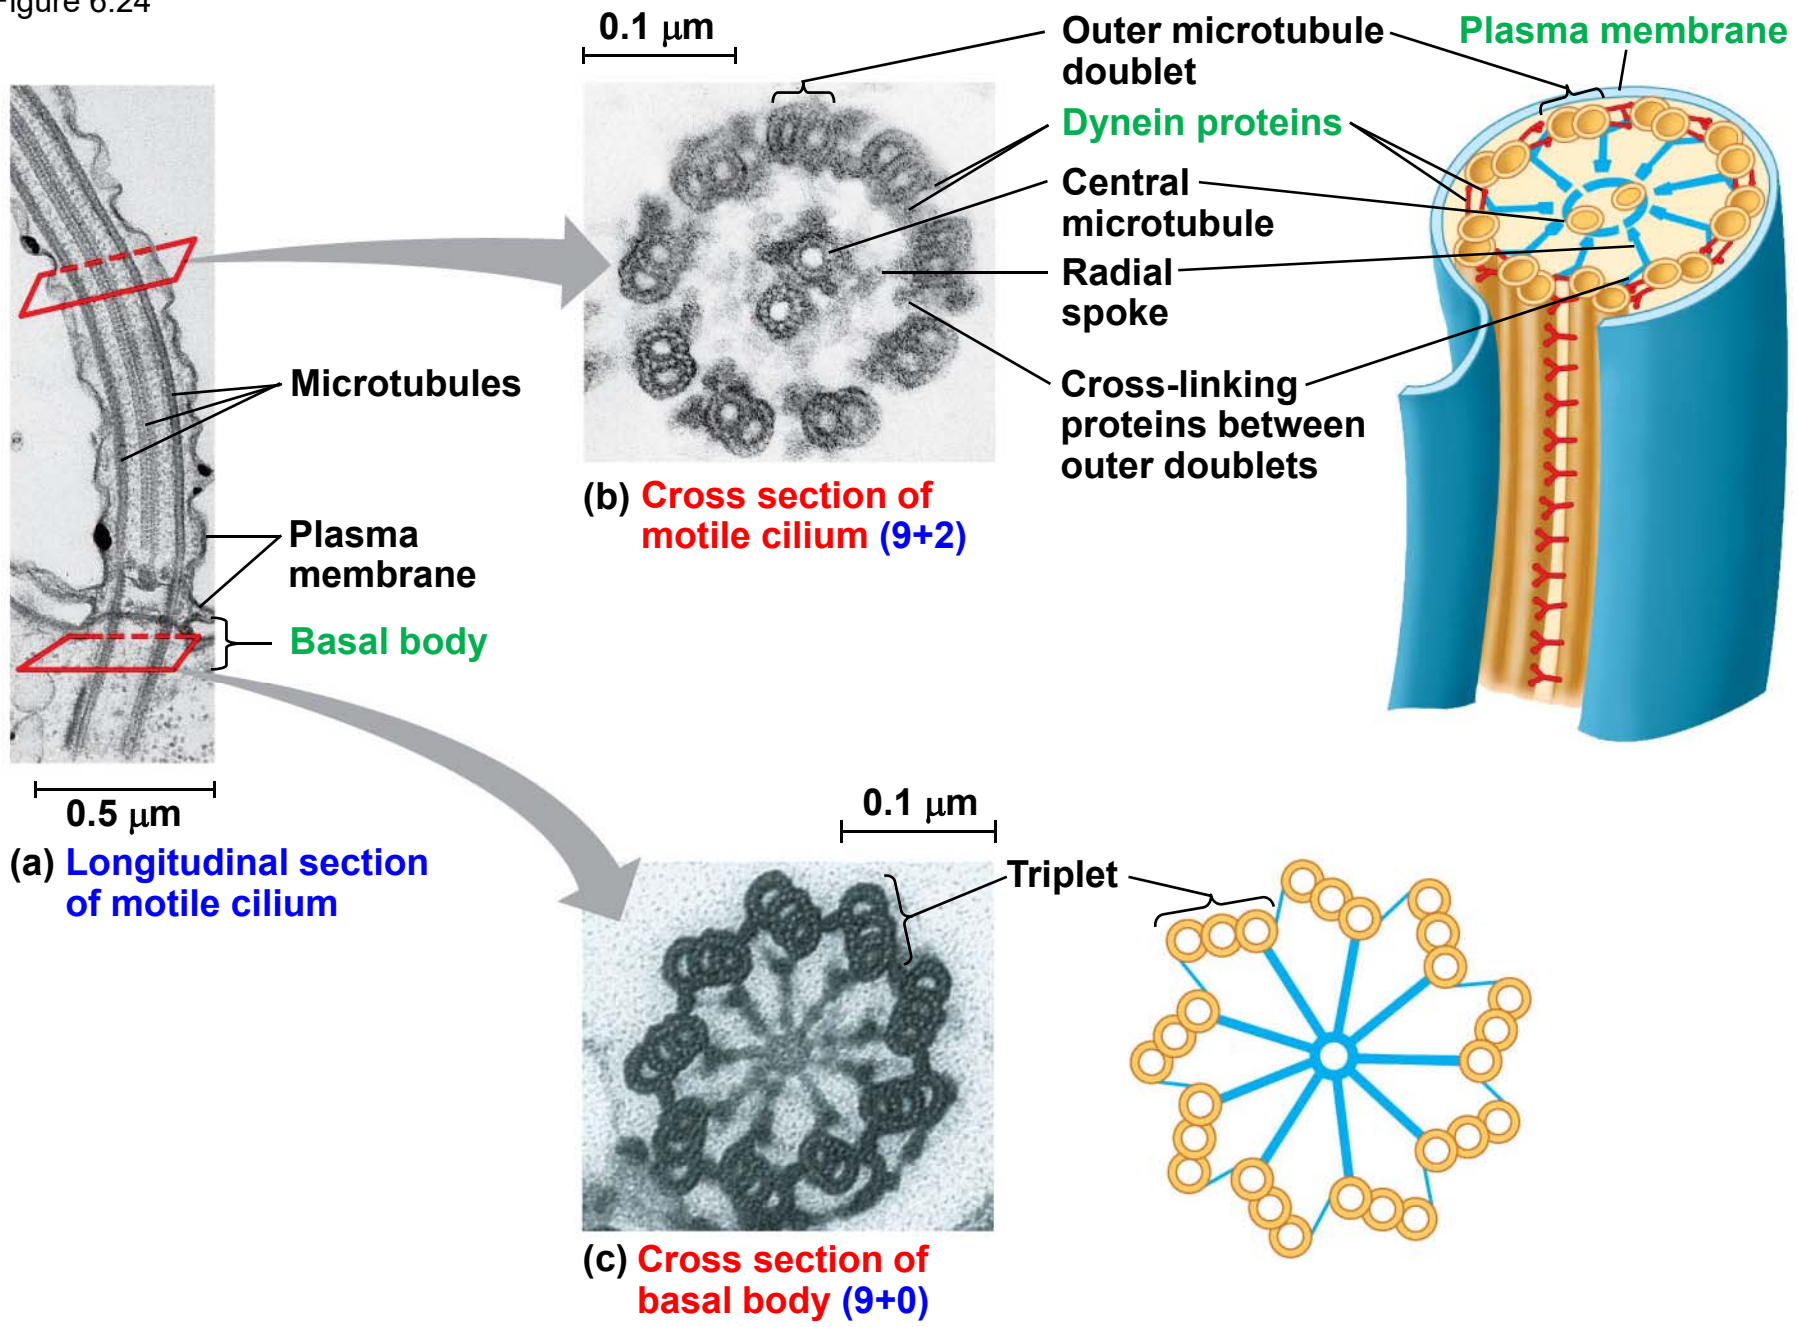 Figure 6.24
0.1 μm
Outer microtubule
doublet
Plasma membrane
Dynein proteins
Central
microtubule
Radial
spoke
Cross-linking
proteins between
outer doublets
Microtubules
Plasma
membrane
Basal body
(b) Cross section of
motile cilium (9+2)
0.5 μm
(a) Longitudinal section
of motile cilium
0.1 μm
Triplet
(c) Cross section of
basal body (9+0)